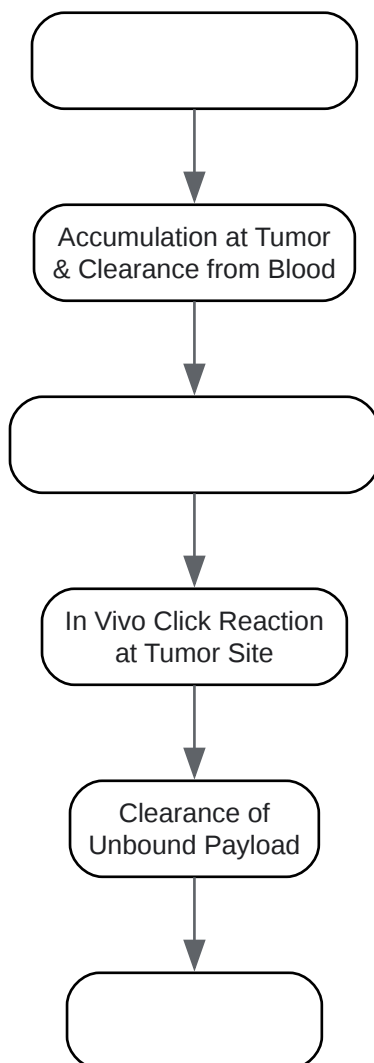 Accumulation at Tumor
& Clearance from Blood
In Vivo Click Reaction
at Tumor Site
Clearance of
Unbound Payload